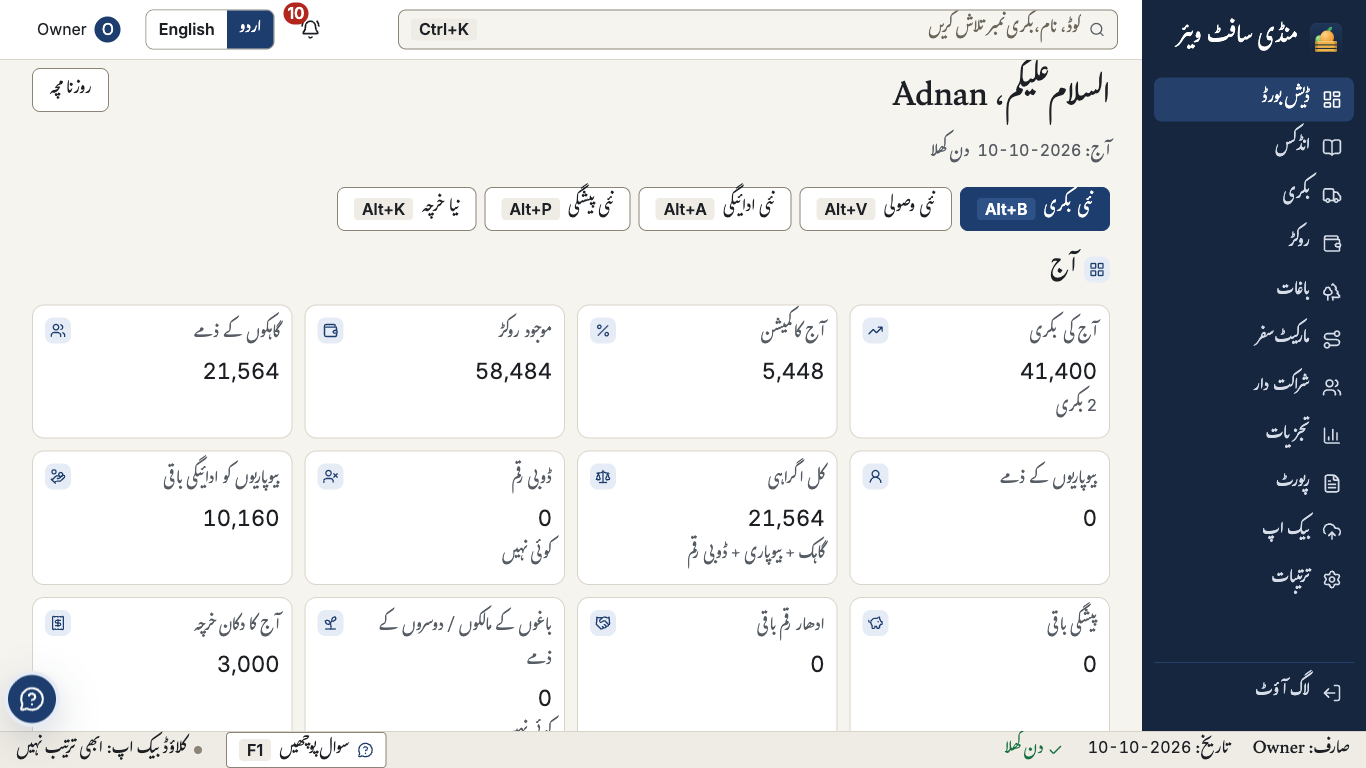 منڈی سافٹ ویئر
ڈیش بورڈ
انڈکس
بکری
روکڑ
باغات
مارکیٹ سفر
شراکت دار
تجزیات
رپورٹ
بیک اپ
ترتیبات
لاگ آؤٹ
لوڈ، نام، بکری نمبر تلاش کریں Ctrl+K
10
اردو English
O Owner
السلام علیکم، Adnan
روزنامچہ
آج: 10-10-2026 دن کھلا
نئی بکری Alt+B
نئی وصولی Alt+V
نئی ادائیگی Alt+A
نئی پیشگی Alt+P
نیا خرچہ Alt+K
آج
آج کی بکری
41,400
2 بکری
آج کا کمیشن
5,448
موجود روکڑ
58,484
گاہکوں کے ذمے
21,564
بیوپاریوں کے ذمے
0
کل اگراہی
21,564
گاہک + بیوپاری + ڈوبی رقم
ڈوبی رقم
0
کوئی نہیں
بیوپاریوں کو ادائیگی باقی
10,160
پیشگی باقی
0
ادھار رقم باقی
0
باغوں کے مالکوں / دوسروں کے
ذمے
0
کوئی نہیں
آج کا دکان خرچہ
3,000
صارف: Owner
تاریخ: 10-10-2026
دن کھلا
سوال پوچھیں F1
کلاؤڈ بیک اپ: ابھی ترتیب نہیں